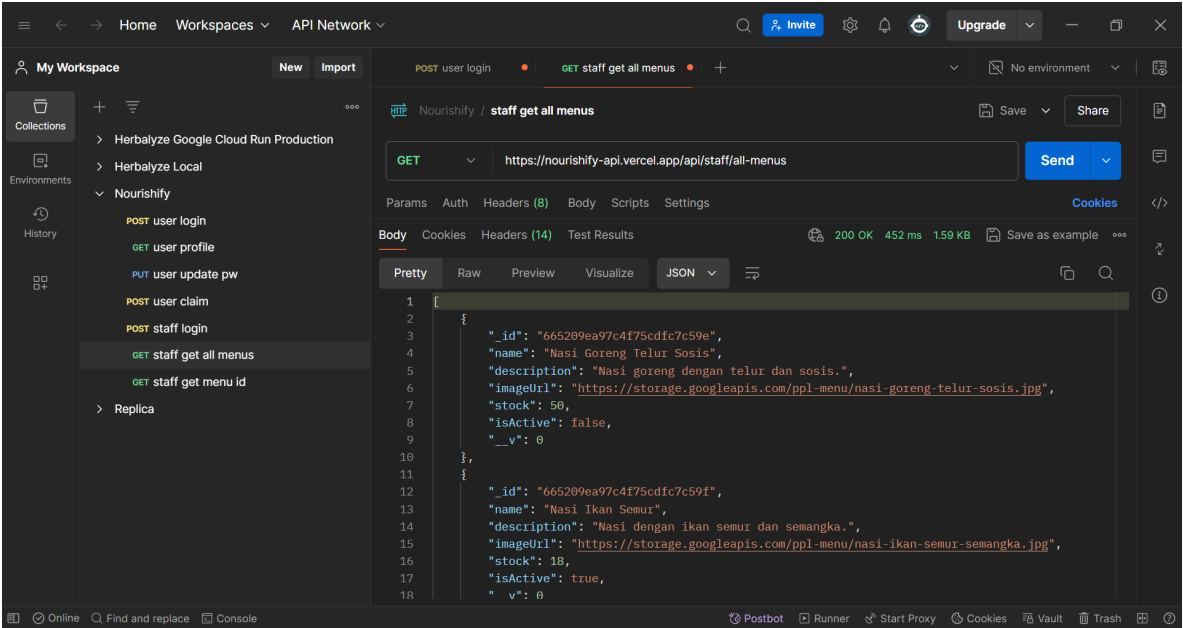 Home Workspaces API Network Invite Upgrade
My Workspace New Import
POST user login GET staff get all menus No environment
Collections
Environments
History
Herbalyze Google Cloud Run Production
Herbalyze Local
Nourishify
POST user login
GET user profile
PUT user update pw
POST user claim
POST staff login
GET staff get all menus
GET staff get menu id
Replica
HTTP Nourishify / staff get all menus Save Share
GET https://nourishify-api.vercel.app/api/staff/all-menus Send
Params Auth Headers (8) Body Scripts Settings Cookies
Body Cookies Headers (14) Test Results 200 OK 452 ms 1.59 KB Save as example
Pretty Raw Preview Visualize JSON
1 [
2 {
3 "_id": "665209ea97c4f75cdfc7c59e",
4 "name": "Nasi Goreng Telur Sosis",
5 "description": "Nasi goreng dengan telur dan sosis.",
6 "imageUrl": "https://storage.googleapis.com/ppl-menu/nasi-goreng-telur-sosis.jpg",
7 "stock": 50,
8 "isActive": false,
9 "__v": 0
10 },
11 {
12 "_id": "665209ea97c4f75cdfc7c59f",
13 "name": "Nasi Ikan Semur",
14 "description": "Nasi dengan ikan semur dan semangka.",
15 "imageUrl": "https://storage.googleapis.com/ppl-menu/nasi-ikan-semur-semangka.jpg",
16 "stock": 18,
17 "isActive": true,
18 "__v": 0
Online Find and replace Console Postbot Runner Start Proxy Cookies Vault Trash